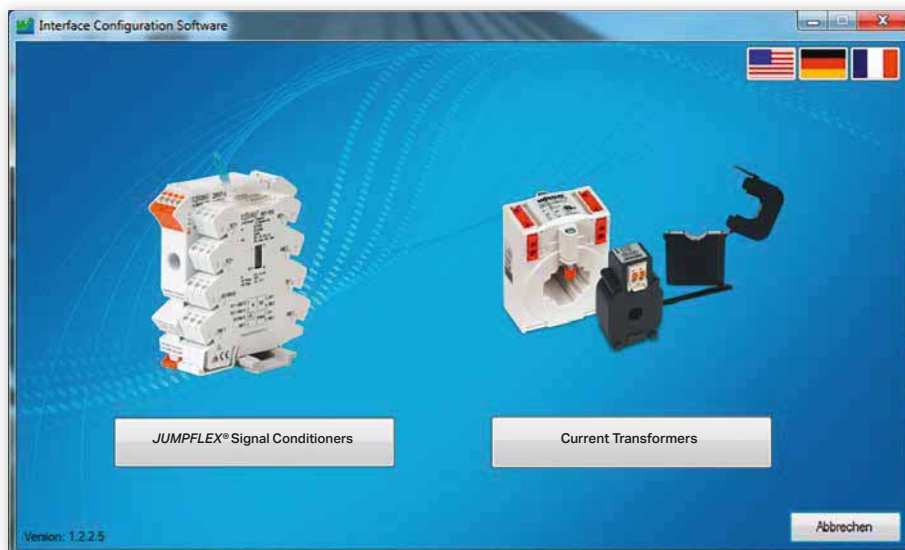 Interface Configuration Software
JUMPFLEX® Signal Conditioners
Current Transformers
Version: 1.2.2.5
Abbrechen